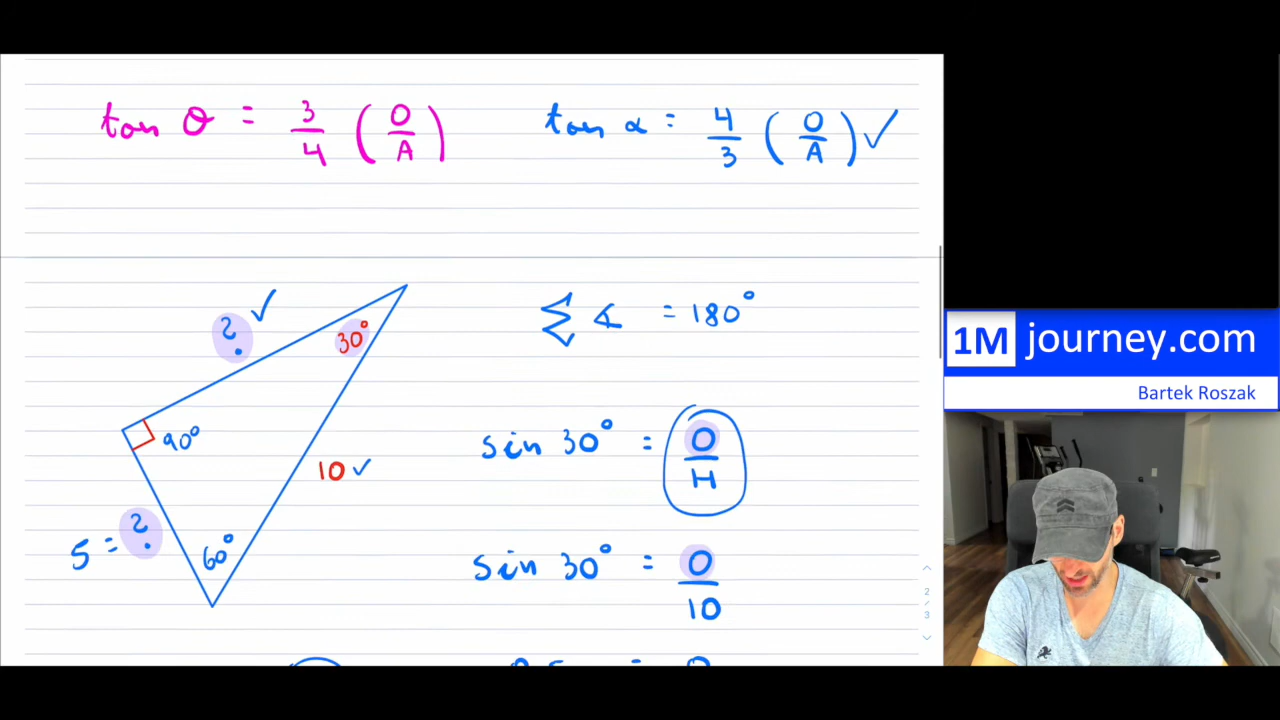 tan θ = 3/4 (O/A)
tan α = 4/3 (O/A) ✓
? ✓
30°
∑ ∡ = 180°
90°
10 ✓
sin 30° = O/H
5 = ?
60°
sin 30° = O/10
1M journey.com
Bartek Roszak
2
/
3